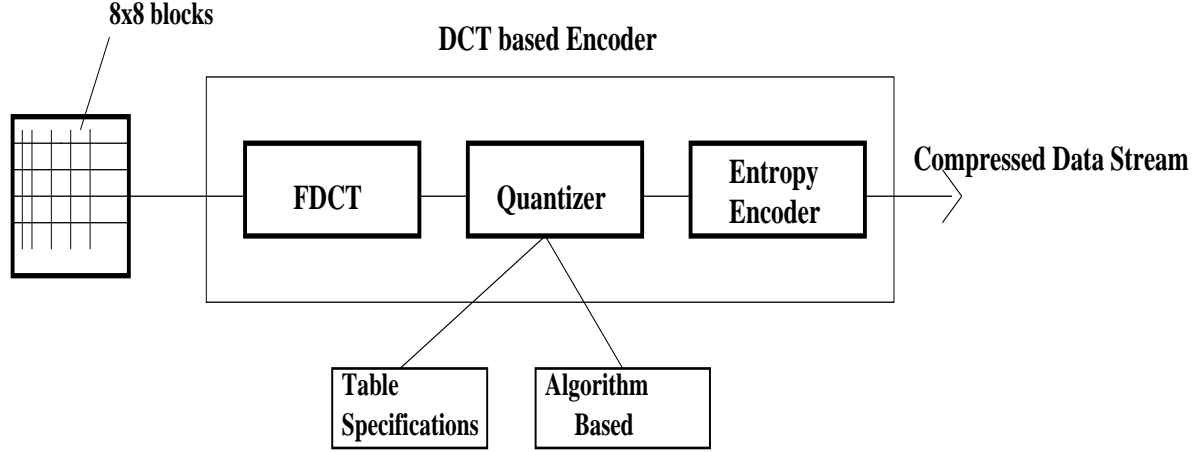 8x8 blocks
DCT based Encoder
FDCT
Quantizer
Entropy
Encoder
Compressed Data Stream
Table
Specifications
Algorithm
Based